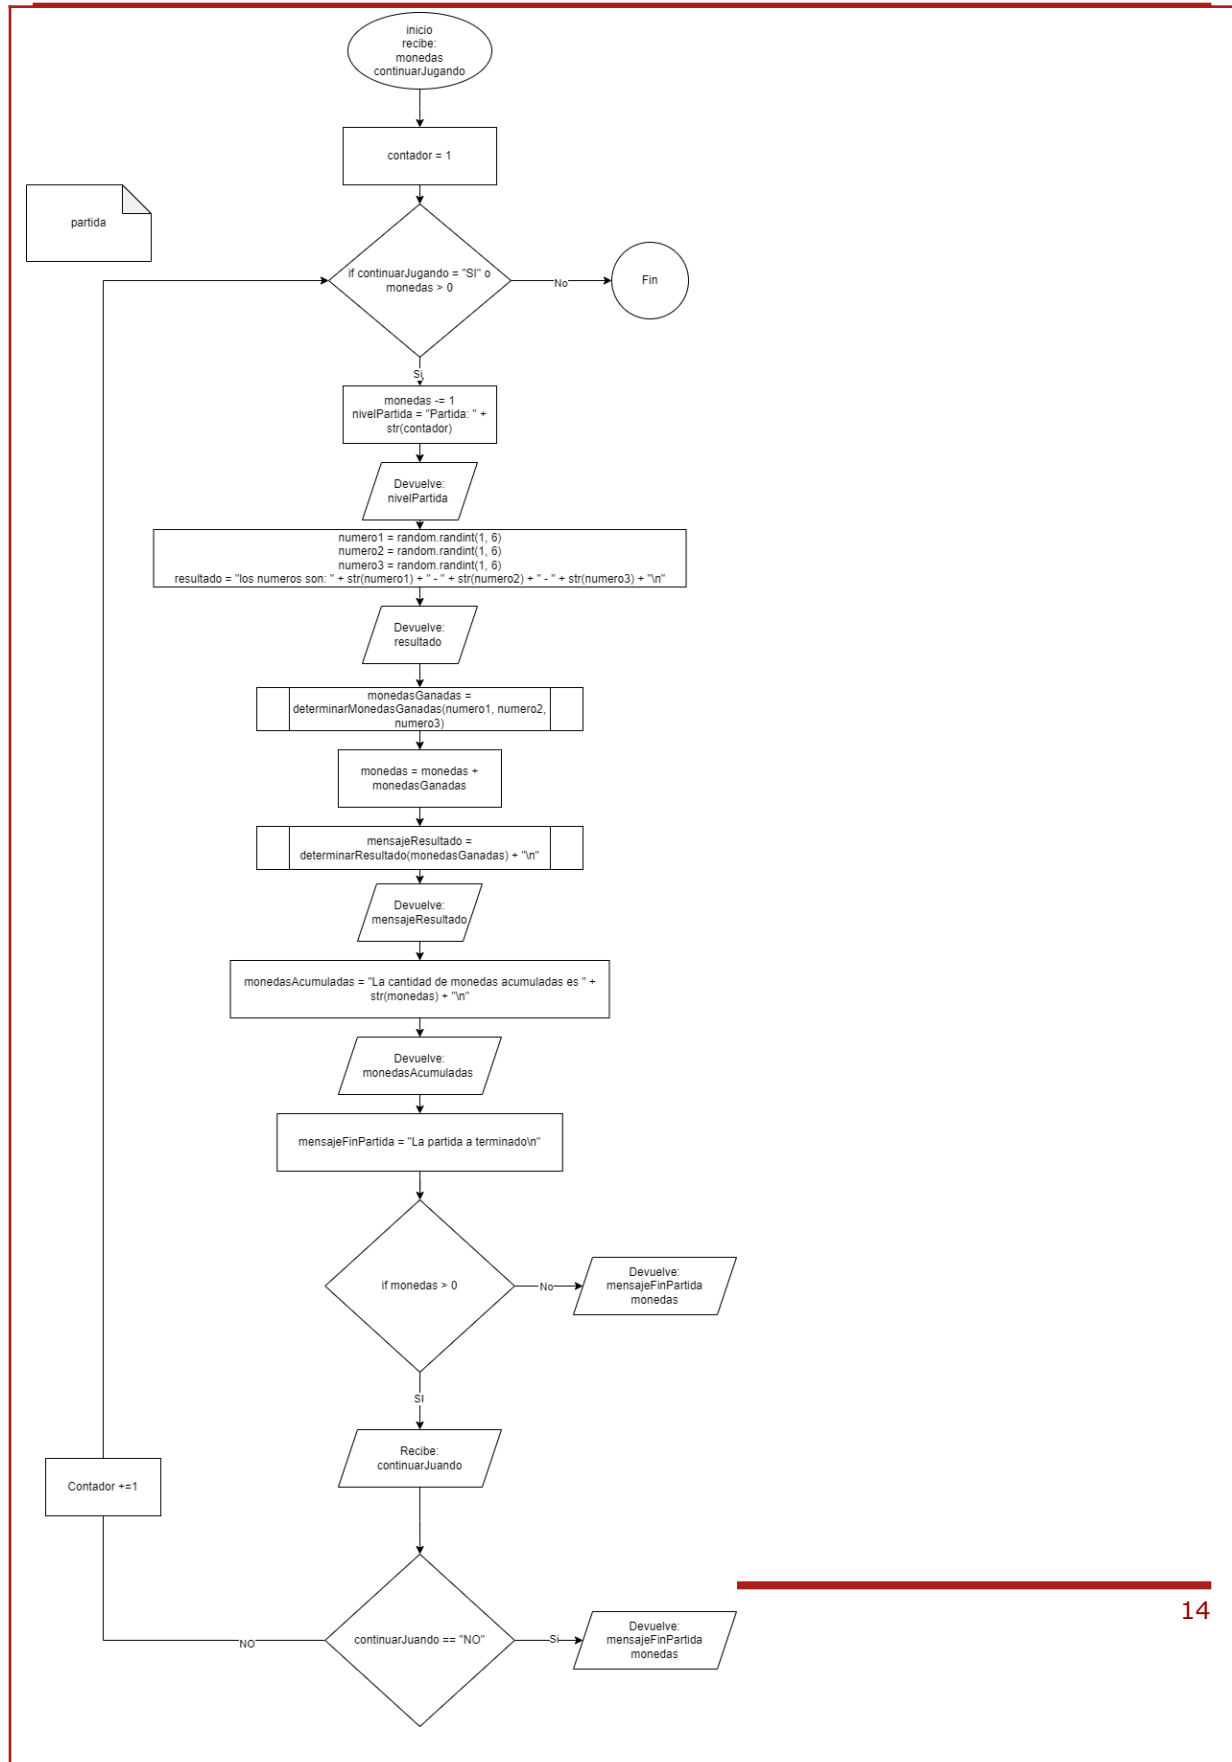 inicio
recibe:
monedas
continuarJugando
contador = 1
partida
if continuarJugando = "SI" o
monedas > 0
No
Fin
Si
monedas -= 1
nivelPartida = "Partida: " +
str(contador)
Devuelve:
nivelPartida
numero1 = random.randint(1, 6)
numero2 = random.randint(1, 6)
numero3 = random.randint(1, 6)
resultado = "los numeros son: " + str(numero1) + " - " + str(numero2) + " - " + str(numero3) + "\n"
Devuelve:
resultado
monedasGanadas =
determinarMonedasGanadas(numero1, numero2,
numero3)
monedas = monedas +
monedasGanadas
mensajeResultado =
determinarResultado(monedasGanadas) + "\n"
Devuelve:
mensajeResultado
monedasAcumuladas = "La cantidad de monedas acumuladas es " +
str(monedas) + "\n"
Devuelve:
monedasAcumuladas
mensajeFinPartida = "La partida a terminado\n"
if monedas > 0
No
Devuelve:
mensajeFinPartida
monedas
SI
Recibe:
continuarJuando
Contador +=1
continuarJuando == "NO"
NO
Si
Devuelve:
mensajeFinPartida
monedas
14